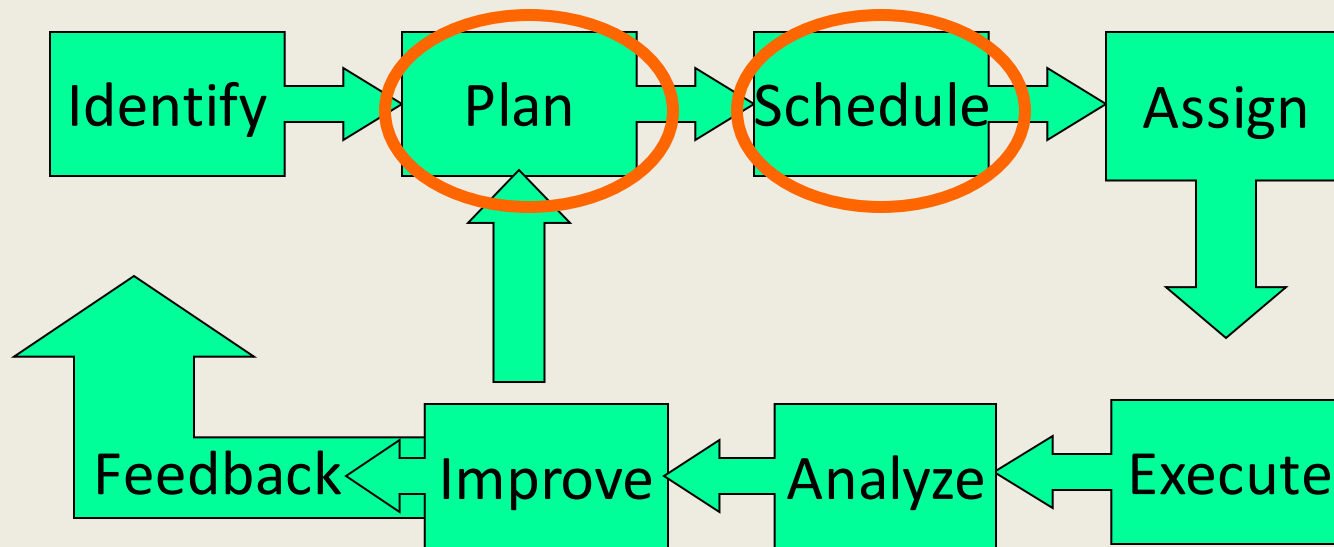 Identify
Plan
Schedule
Assign
Feedback
Improve
Analyze
Execute